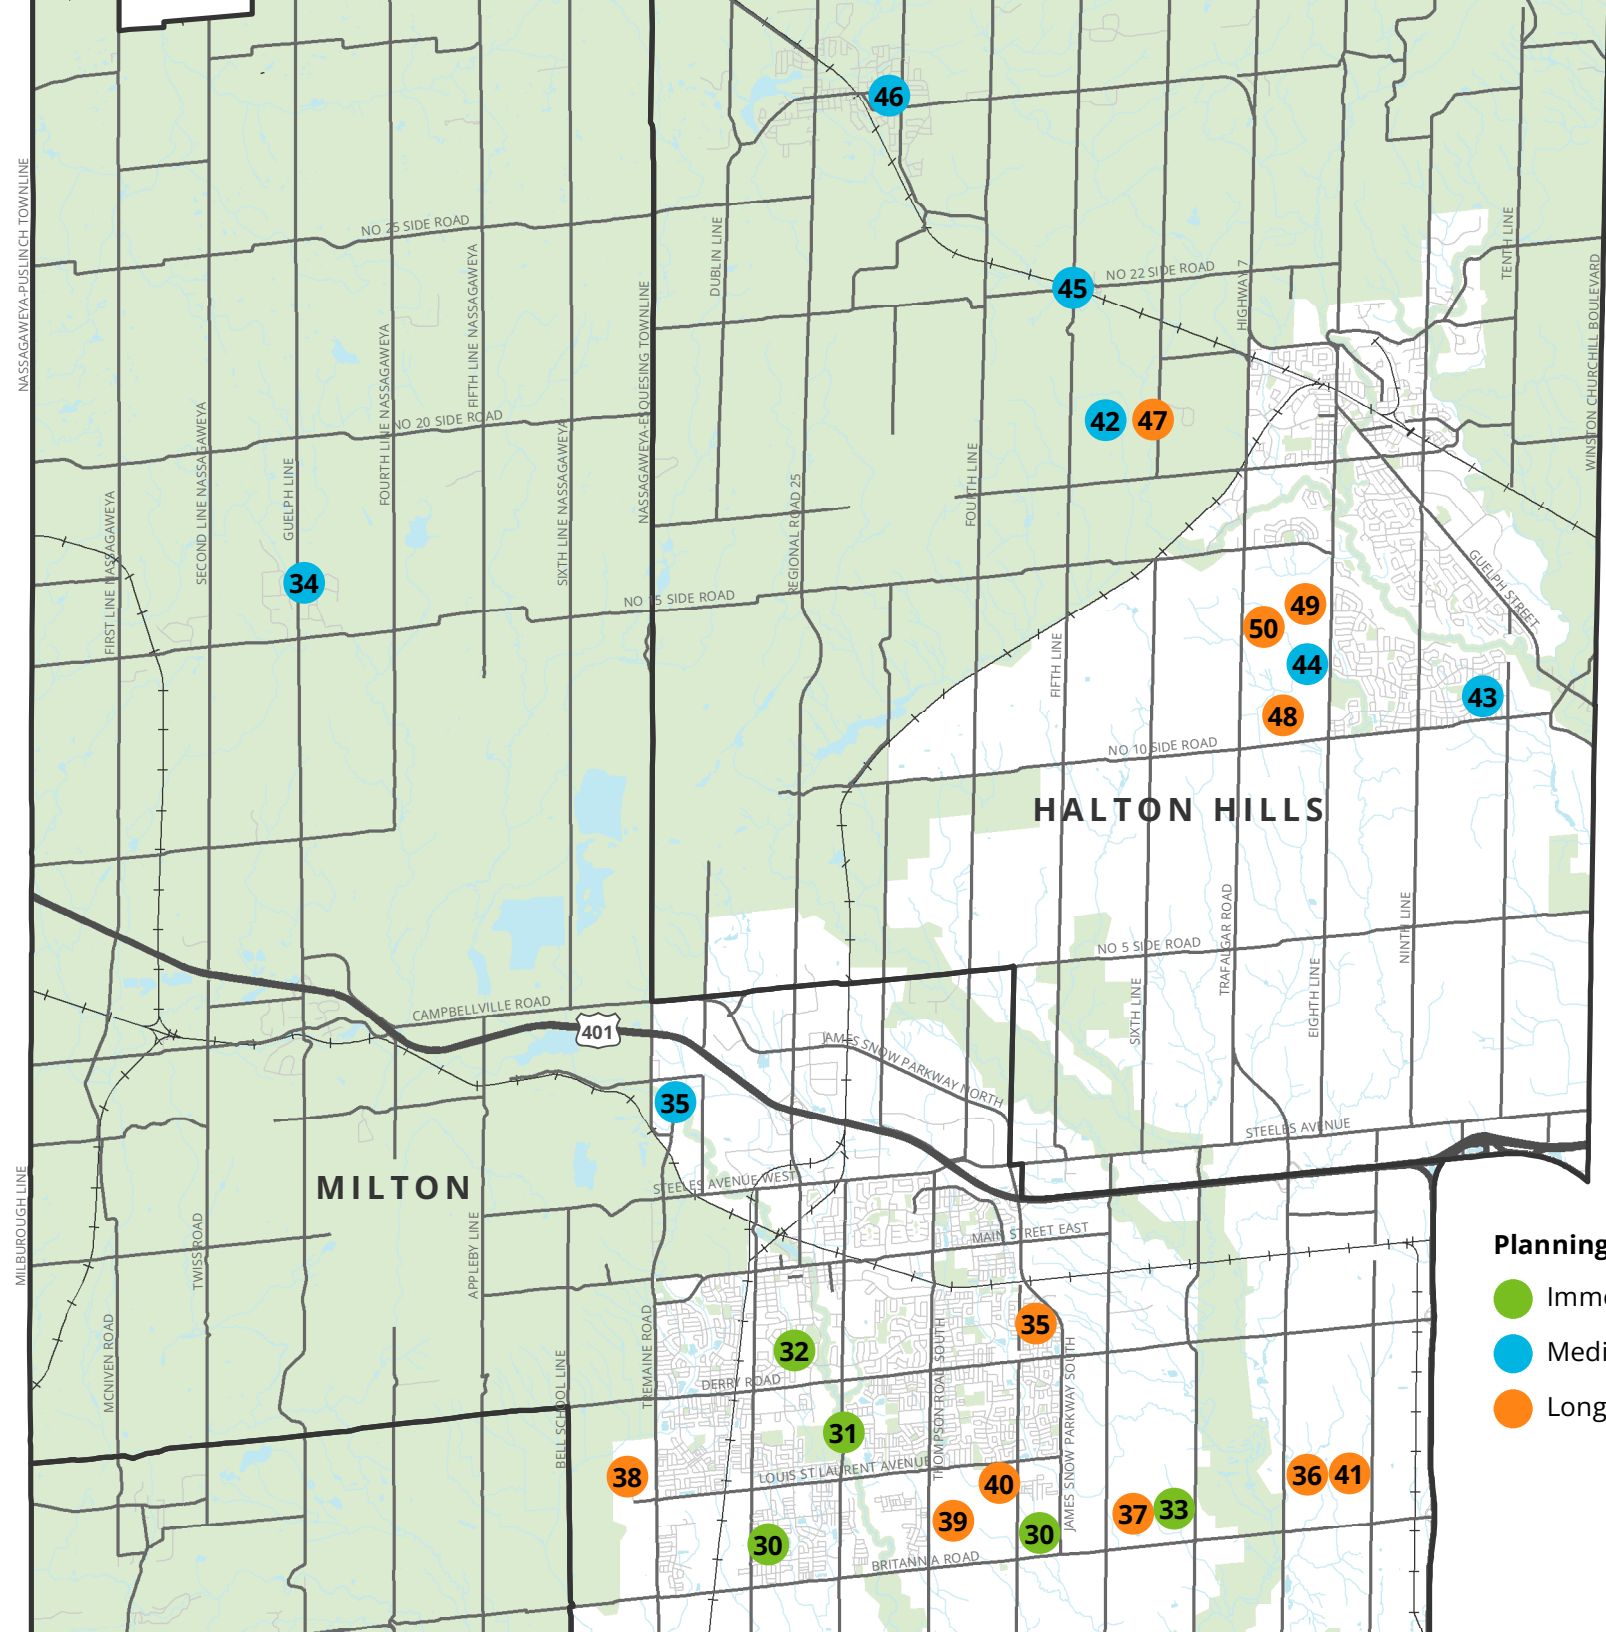 46
NO 25 SIDE ROAD
NASSAGAWEYA-PUSLINCH TOWNLINE
DUBLIN LINE
TENTH LINE
FIFTH LINE NASSAGAWEYA
NO 22 SIDE ROAD
45
HIGHWAY 7
WINSTON CHURCHILL BOULEVARD
NASSAGAWEYA-ESQUESING TOWNLINE
FOURTH LINE NASSAGAWEYA
NO 20 SIDE ROAD
42
47
SECOND LINE NASSAGAWEYA
GUELPH LINE
SIXTH LINE NASSAGAWEYA
FOURTH LINE
REGIONAL ROAD 25
FIRST LINE NASSAGAWEYA
34
NO 15 SIDE ROAD
GUELPH STREET
49
50
44
FIFTH LINE
43
48
NO 10 SIDE ROAD
HALTON HILLS
TRAFALGAR ROAD
NINTH LINE
NO 5 SIDE ROAD
SIXTH LINE
EIGHTH LINE
CAMPBELLVILLE ROAD
401
JAMES SNOW PARKWAY NORTH
35
STEELES AVENUE
MILBOROUGH LINE
MILTON
STEELES AVENUE WEST
TWISS ROAD
APPLEBY LINE
MAIN STREET EAST
Planning
Imme
Medi
Long
MCNIVEN ROAD
TREMAINE ROAD
35
32
DERRY ROAD
THOMPSON ROAD SOUTH
JAMES SNOW PARKWAY SOUTH
BELL SCHOOL LINE
31
LOUIS ST LAURENT AVENUE
38
40
36
41
39
37
33
30
30
BRITANNIA ROAD